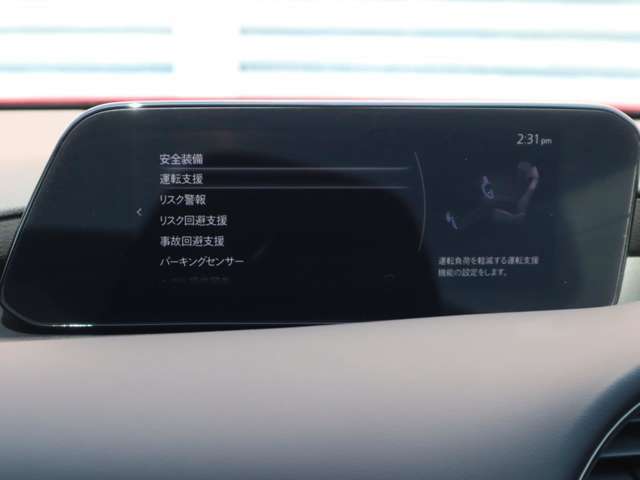 2:31pm
安全装備
運転支援
リスク警報
リスク回避支援
事故回避支援
パーキングセンサー
運転負荷を軽減する運転支援
機能の設定をします。